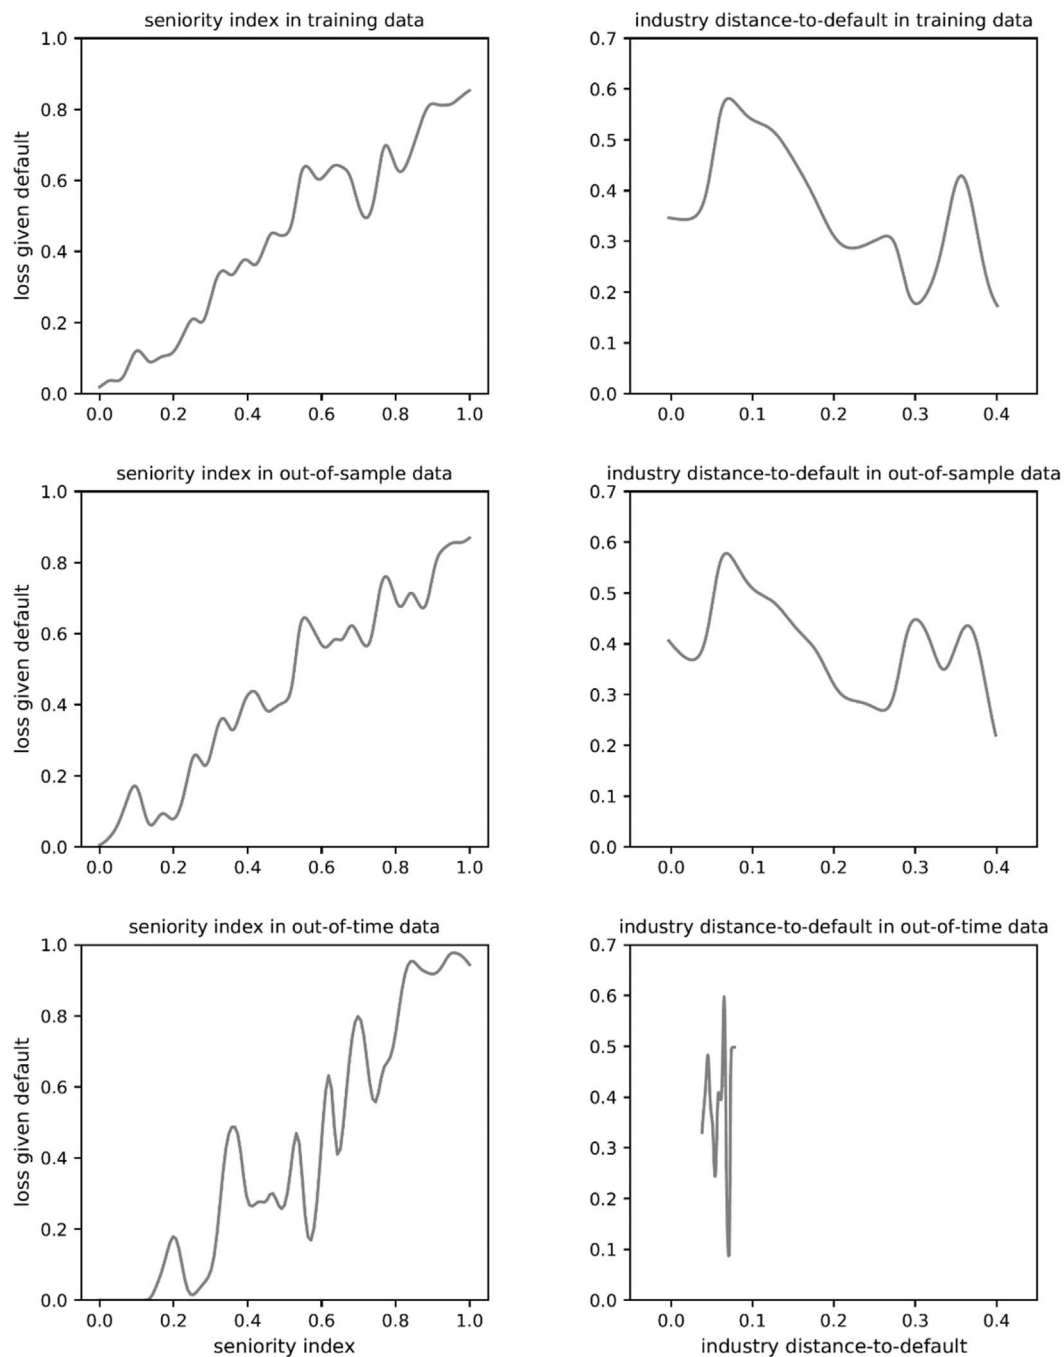 seniority index in training data
loss given default
1.0
0.8
0.6
0.4
0.2
0.0
0.0 0.2 0.4 0.6 0.8 1.0
industry distance-to-default in training data
0.7
0.6
0.5
0.4
0.3
0.2
0.1
0.0
0.0 0.1 0.2 0.3 0.4
seniority index in out-of-sample data
loss given default
1.0
0.8
0.6
0.4
0.2
0.0
0.0 0.2 0.4 0.6 0.8 1.0
industry distance-to-default in out-of-sample data
0.7
0.6
0.5
0.4
0.3
0.2
0.1
0.0
0.0 0.1 0.2 0.3 0.4
seniority index in out-of-time data
loss given default
1.0
0.8
0.6
0.4
0.2
0.0
0.0 0.2 0.4 0.6 0.8 1.0
seniority index
industry distance-to-default in out-of-time data
0.7
0.6
0.5
0.4
0.3
0.2
0.1
0.0
0.0 0.1 0.2 0.3 0.4
industry distance-to-default